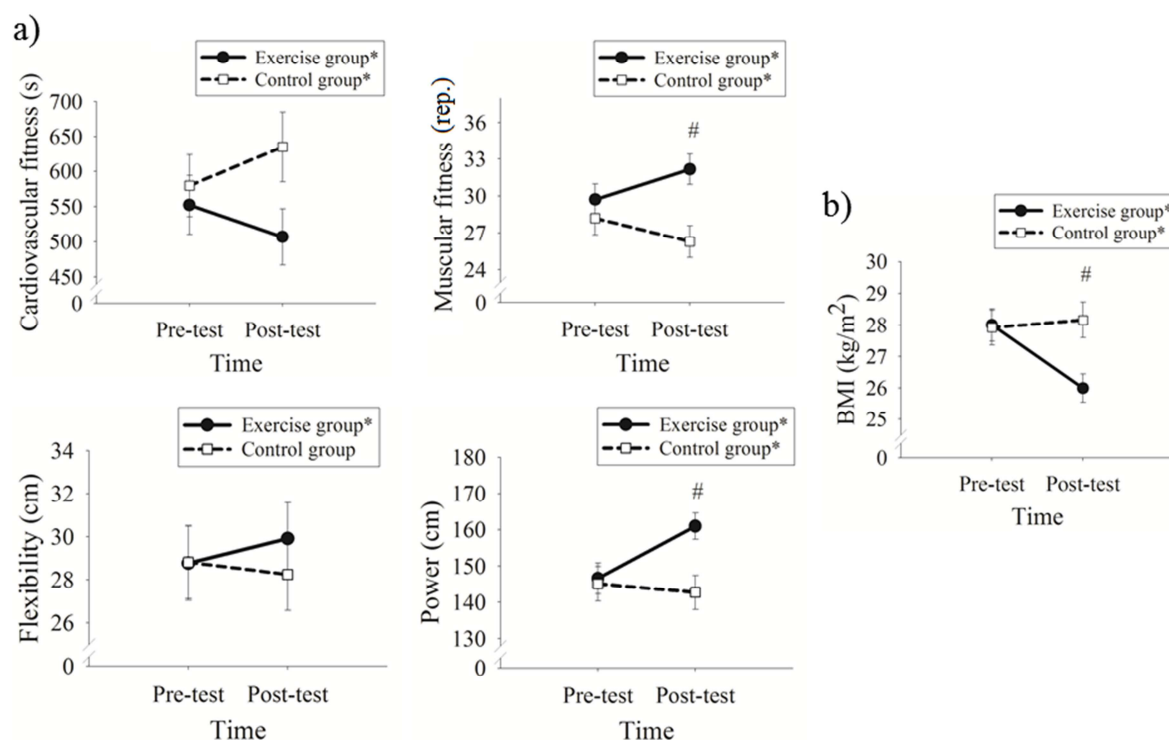 a)
Exercise group*
Control group*
Cardiovascular fitness (s)
700
650
600
550
500
450
0
Pre-test Post-test
Time
Exercise group*
Control group*
Muscular fitness (rep.)
36
33
30
27
24
0
#
Pre-test Post-test
Time
Exercise group*
Control group
Flexibility (cm)
34
32
30
28
26
0
Pre-test Post-test
Time
Exercise group*
Control group*
Power (cm)
180
170
160
150
140
130
0
#
Pre-test Post-test
Time
b)
Exercise group*
Control group*
BMI (kg/m²)
30
29
28
27
26
25
0
#
Pre-test Post-test
Time